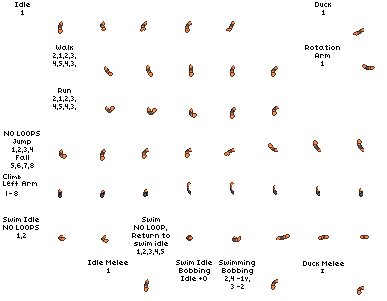 Idle
1
Duck
1
Walk
2,1,2,3,
4,5,4,3,
Rotation
Arm
1
Run
2,1,2,3,
4,5,4,3,
NO LOOPS
Jump
1,2,3,4
Fall
5,6,7,8
Climb
Left Arm
1-8
Swim Idle
NO LOOPS
1,2
Swim
NO LOOP,
Return to
swim idle
1,2,3,4,5
Swim Idle
Bobbing
Idle +0
Swimming
Bobbing
2,4 -1v,
3 -2
Idle Melee
1
Duck Melee
1